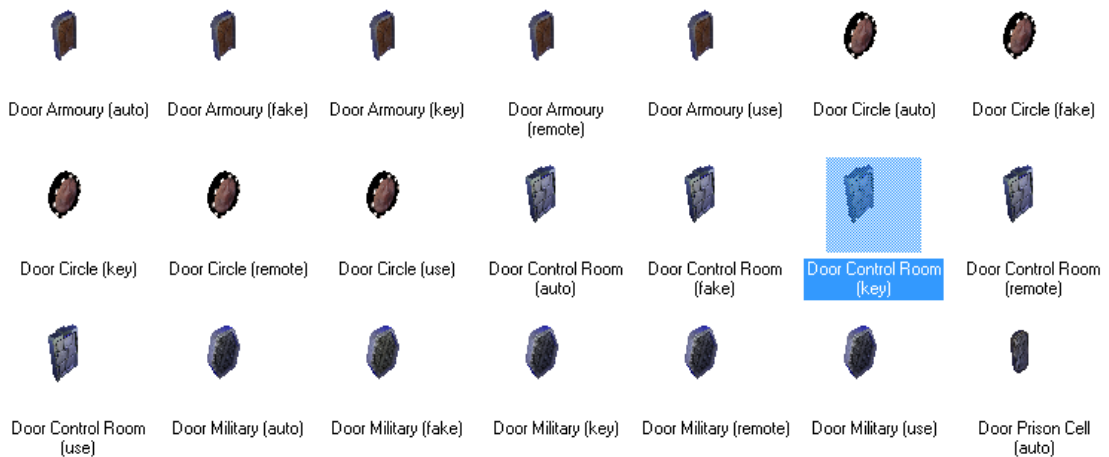 Door Armoury (auto)
Door Armoury (fake)
Door Armoury (key)
Door Armoury
(remote)
Door Armoury (use)
Door Circle (auto)
Door Circle (fake)
Door Circle (key)
Door Circle (remote)
Door Circle (use)
Door Control Room
(auto)
Door Control Room
(fake)
Door Control Room
(key)
Door Control Room
(remote)
Door Control Room
(use)
Door Military (auto)
Door Military (fake)
Door Military (key)
Door Military (remote)
Door Military (use)
Door Prison Cell
(auto)